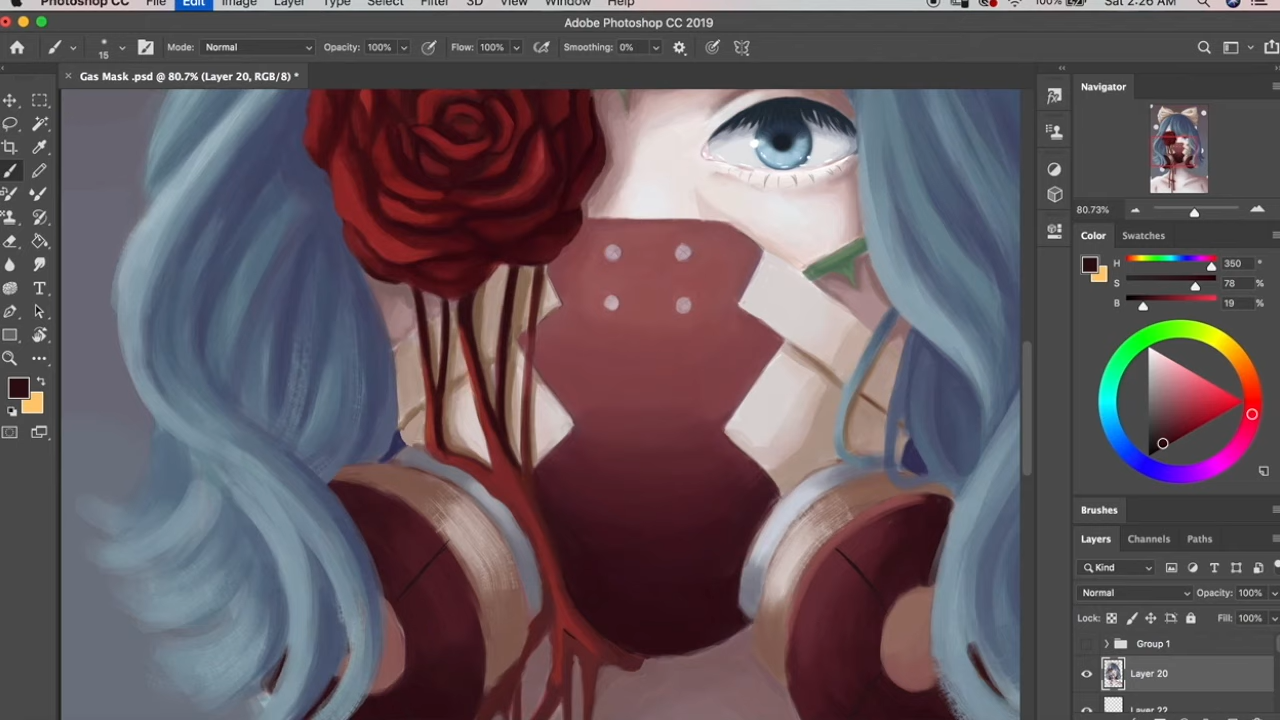 Photoshop CC Edit Image Layer Type Select Filter 3D View Window Help 100% Sat 2:26 AM
Adobe Photoshop CC 2019
15 Mode: Normal Opacity: 100% Flow: 100% Smoothing: 0%
× Gas Mask .psd @ 80.7% (Layer 20, RGB/8) *
Navigator
80.73%
Color Swatches
H 350 °
S 78 %
B 19 %
Brushes
Layers Channels Paths
Kind
Normal Opacity: 100%
Lock: Fill: 100%
Group 1
Layer 20
Layer 22